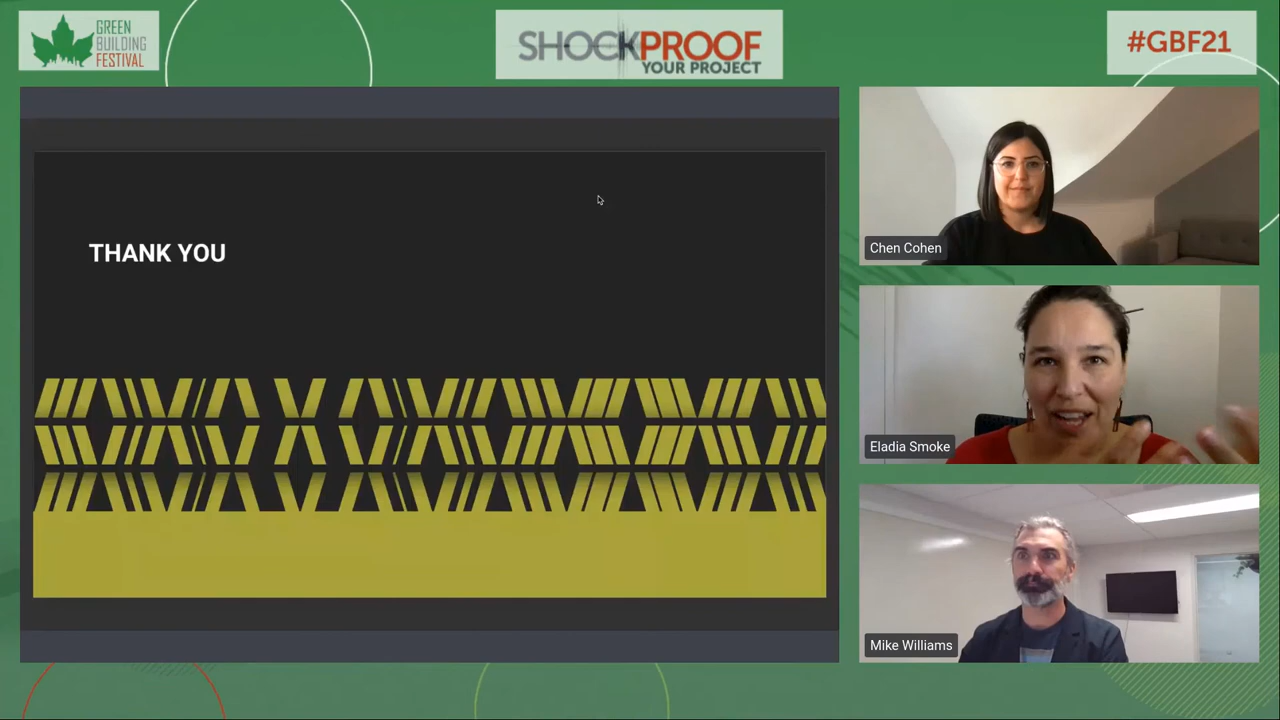 GREEN
BUILDING
FESTIVAL
SHOCKPROOF
YOUR PROJECT
#GBF21
THANK YOU
Chen Cohen
Eladia Smoke
Mike Williams